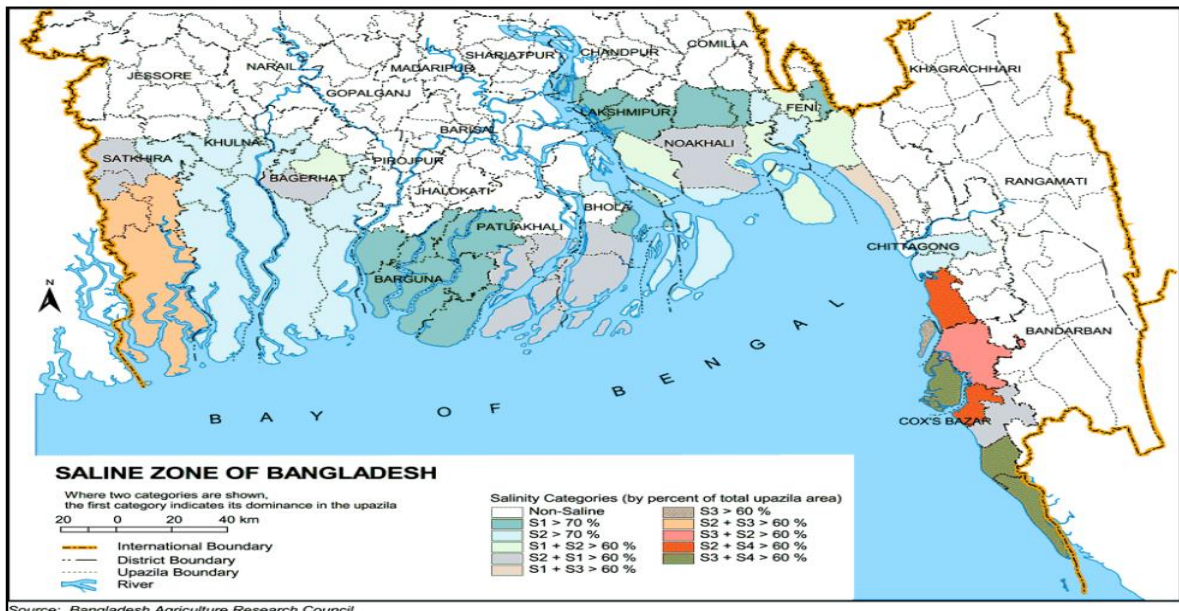 COMILLA
CHANDPUR
SHARIATPUR
NARAIL
MADARIPUR
KHAGRACHHARI
JESSORE
GOPALGANJ
FENI
LAKSHMIPUR
BARISAL
KHULNA
NOAKHALI
SATKHIRA
PIROJPUR
BAGERHAT
RANGAMATI
JHALOKATI
BHOLA
PATUAKHALI
CHITTAGONG
BARGUNA
N
BANDARBAN
BAY OF BENGAL
COX'S BAZAR
SALINE ZONE OF BANGLADESH
Where two categories are shown,
the first category indicates its dominance in the upazila
20 0 20 40 km
International Boundary
District Boundary
Upazila Boundary
River
Salinity Categories (by percent of total upazila area)
Non-Saline
S1 > 70 %
S2 > 70 %
S1 + S2 > 60 %
S2 + S1 > 60%
S1 + S3 > 60 %
S3 > 60 %
S2 + S3 > 60 %
S3 + S2 > 60 %
S2 + S4 > 60 %
S3 + S4 > 60 %
Source: Bangladesh Agriculture Research Council